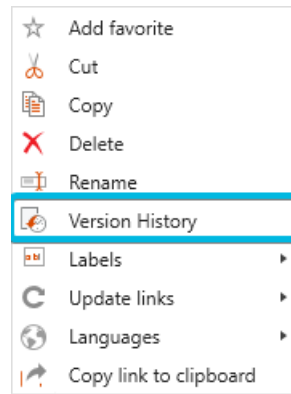 Add favorite
Cut
Copy
Delete
Rename
Version History
Labels
Update links
Languages
Copy link to clipboard